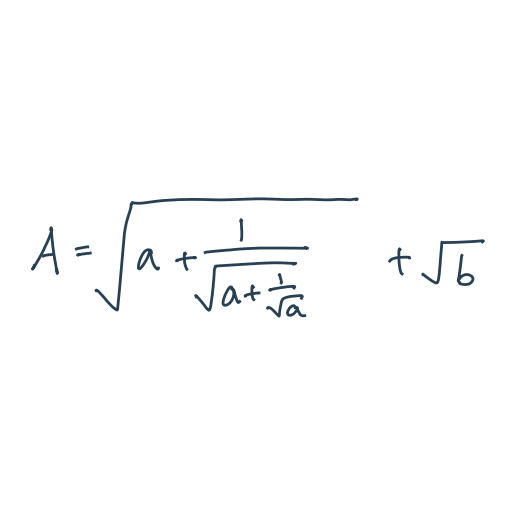 A = √(a + 1/√(a + 1/√a)) + √b